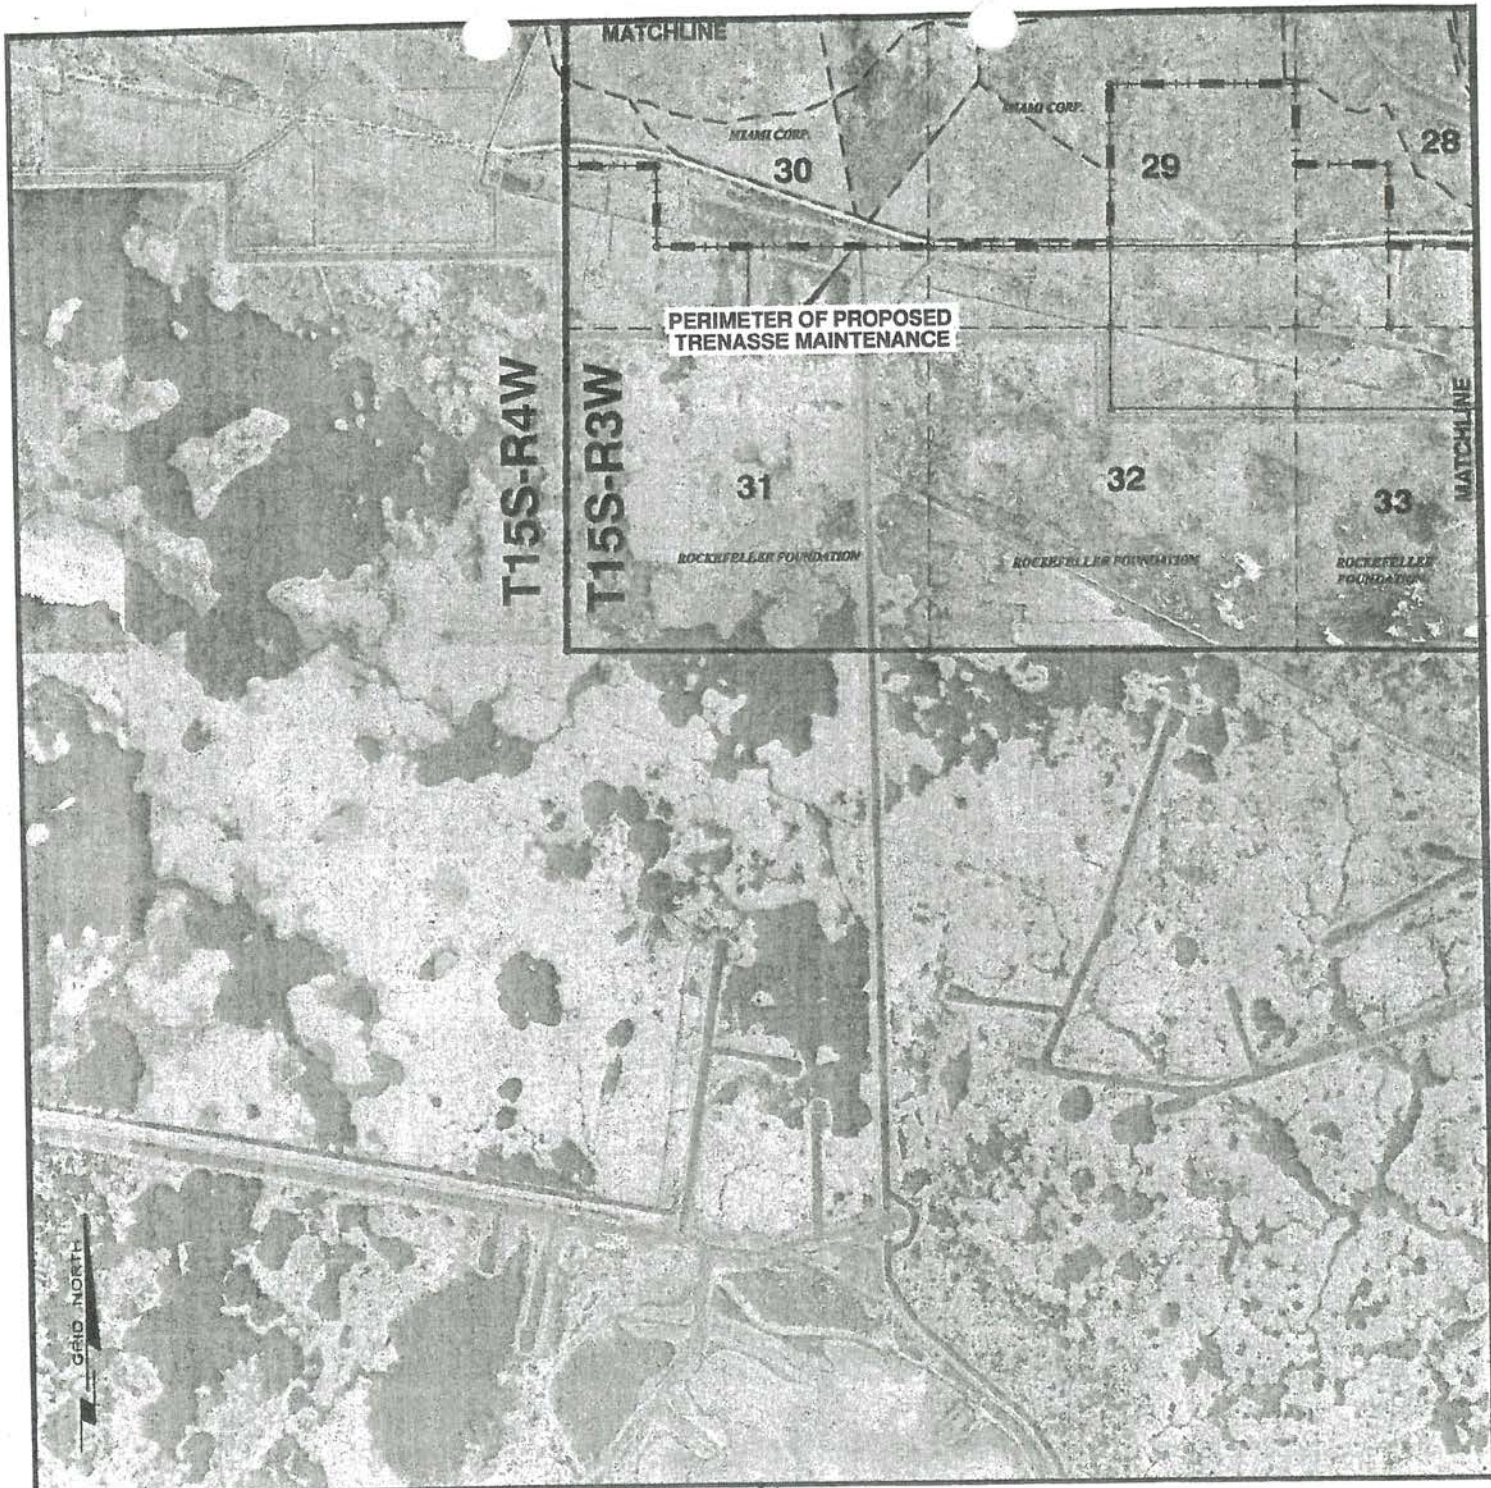 MATCHLINE
MIAMI CORP.
MIAMI CORP.
28
29
30
PERIMETER OF PROPOSED
TRENASSE MAINTENANCE
T15S-R4W
T15S-R3W
MATCHLINE
31
32
33
ROCKEFELLER FOUNDATION
ROCKEFELLER FOUNDATION
ROCKEFELLER
FOUNDATION
GRID NORTH